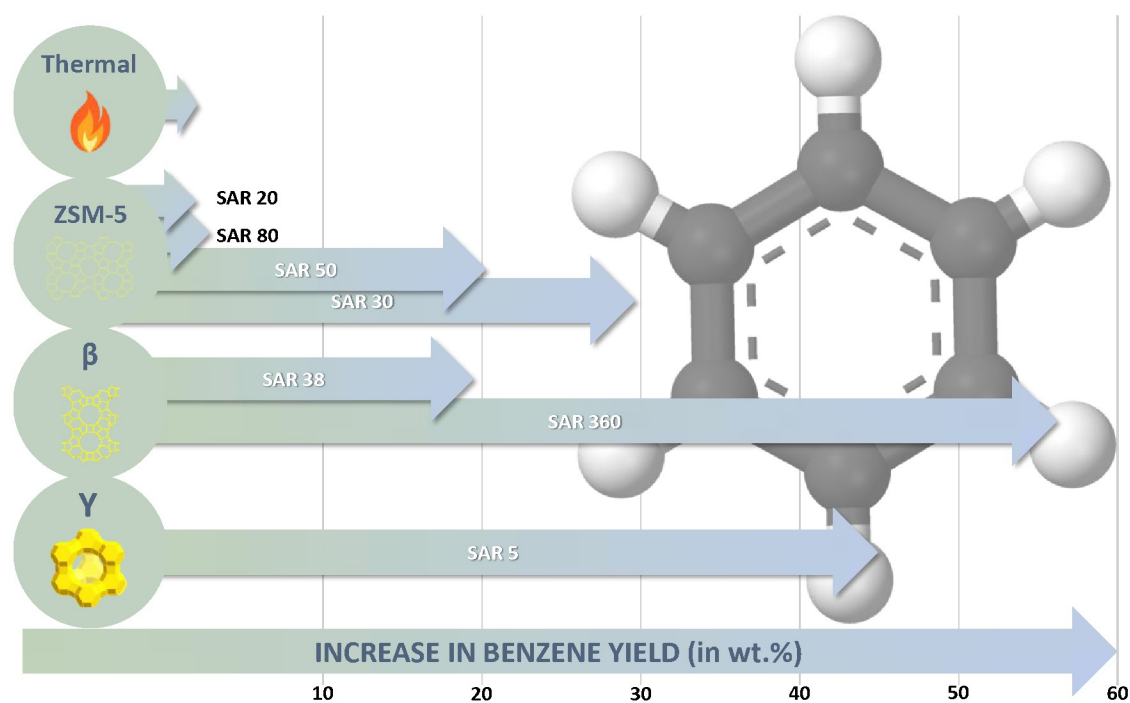 Thermal
ZSM-5
SAR 20
SAR 80
SAR 50
SAR 30
β
SAR 38
SAR 360
Y
SAR 5
INCREASE IN BENZENE YIELD (in wt.%)
10 20 30 40 50 60